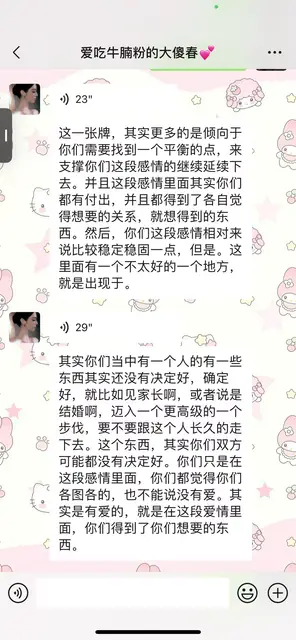 爱吃牛腩粉的大傻春💕
23"
这一张牌，其实更多的是倾向于
你们需要找到一个平衡的点，来
支撑你们这段感情的继续延续下
去。并且这段感情里面其实你们
都有付出，并且都得到了各自觉
得想要的关系，就想得到的东
西。然后，你们这段感情相对来
说比较稳定稳固一点，但是。这
里面有一个不太好的一个地方，
就是出现于。
29"
其实你们当中有一个人的有一些
东西其实还没有决定好，确定
好，就比如见家长啊，或者说是
结婚啊，迈入一个更高级的一个
步伐，要不要跟这个人长久的走
下去。这个东西，其实你们双方
可能都没有决定好。你们只是在
这段感情里面，你们都觉得你们
各图各的，也不能说没有爱。其
实是有爱的，就是在这段爱情里
面，你们得到了你们想要的东
西。